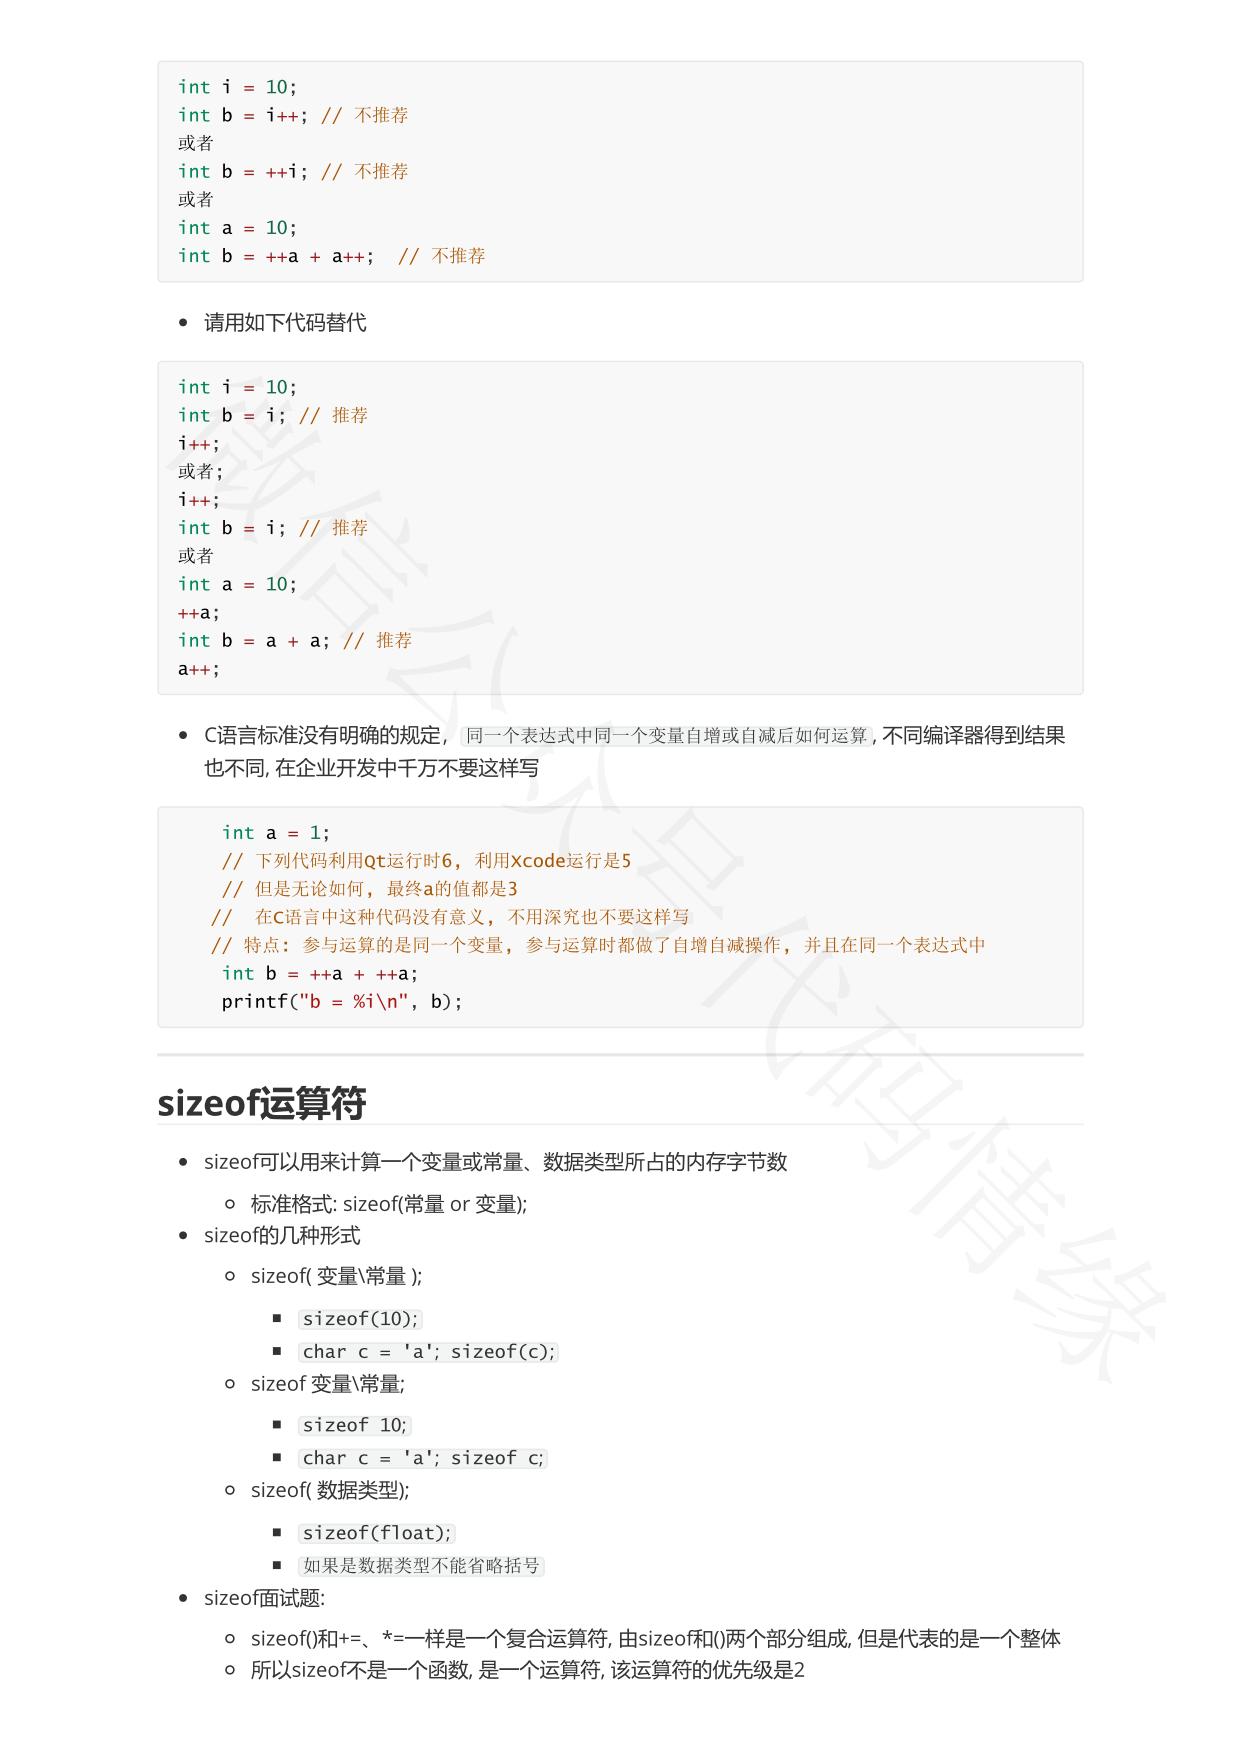 int i = 10;
int b = i++; // 不推荐
或者
int b = ++i; // 不推荐
或者
int a = 10;
int b = ++a + a++;  // 不推荐
• 请用如下代码替代
int i = 10;
int b = i; // 推荐
i++;
或者;
i++;
int b = i; // 推荐
或者
int a = 10;
++a;
int b = a + a; // 推荐
a++;
• C语言标准没有明确的规定, 同一个表达式中同一个变量自增或自减后如何运算, 不同编译器得到结果
也不同, 在企业开发中千万不要这样写
    int a = 1;
    // 下列代码利用Qt运行时6, 利用Xcode运行是5
    // 但是无论如何, 最终a的值都是3
   //  在C语言中这种代码没有意义, 不用深究也不要这样写
   // 特点: 参与运算的是同一个变量, 参与运算时都做了自增自减操作, 并且在同一个表达式中
    int b = ++a + ++a;
    printf("b = %i\n", b);
sizeof运算符
• sizeof可以用来计算一个变量或常量、数据类型所占的内存字节数
◦ 标准格式: sizeof(常量 or 变量);
• sizeof的几种形式
◦ sizeof( 变量\常量 );
▪ sizeof(10);
▪ char c = 'a'; sizeof(c);
◦ sizeof 变量\常量;
▪ sizeof 10;
▪ char c = 'a'; sizeof c;
◦ sizeof( 数据类型);
▪ sizeof(float);
▪ 如果是数据类型不能省略括号
• sizeof面试题:
◦ sizeof()和+=、*=一样是一个复合运算符, 由sizeof和()两个部分组成, 但是代表的是一个整体
◦ 所以sizeof不是一个函数, 是一个运算符, 该运算符的优先级是2
微信公众号代码情缘